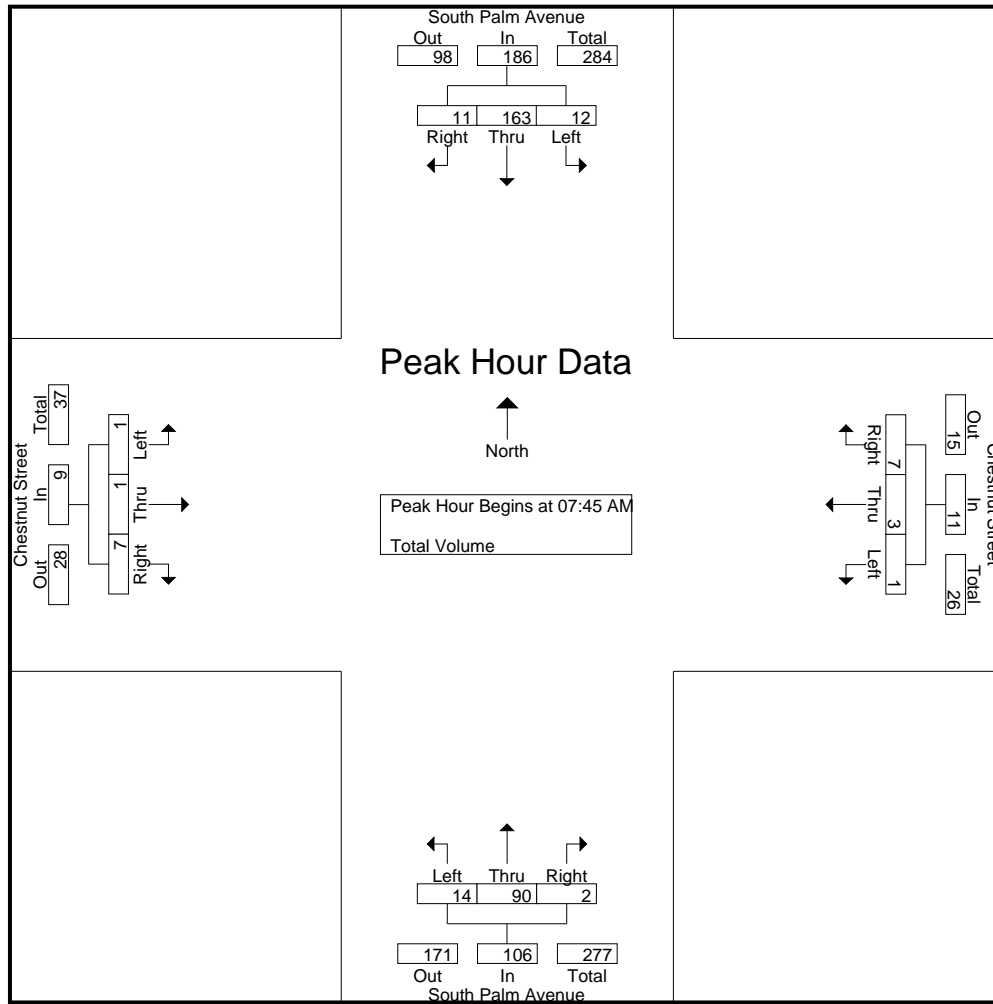 South Palm Avenue
Out In Total
98 186 284
11 163 12
Right Thru Left
Peak Hour Data
North
Peak Hour Begins at 07:45 AM
Total Volume
Chestnut Street
Out In Total
28 9 37
Left Thru Right
1 1 7
Chestnut Street
Out In Total
15 11 26
Right Thru Left
7 3 1
Left Thru Right
14 90 2
171 106 277
Out In Total
South Palm Avenue